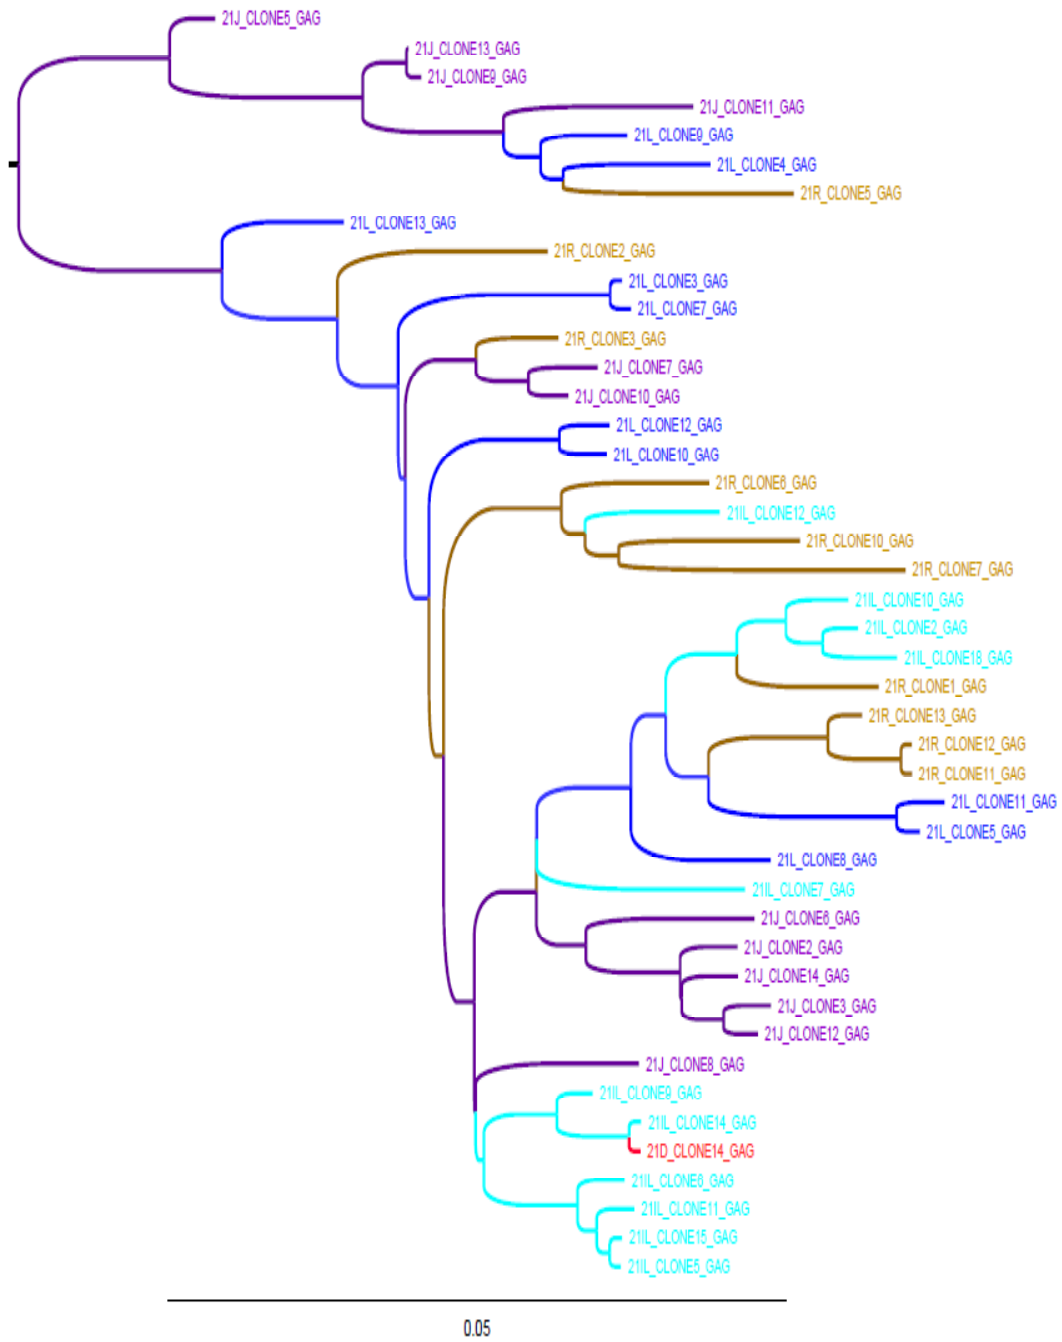 21J_CLONE5_GAG
21J_CLONE13_GAG
21J_CLONE9_GAG
21J_CLONE11_GAG
21L_CLONE9_GAG
21L_CLONE4_GAG
21R_CLONE5_GAG
21L_CLONE13_GAG
21R_CLONE2_GAG
21L_CLONE3_GAG
21L_CLONE7_GAG
21R_CLONE3_GAG
21J_CLONE7_GAG
21J_CLONE10_GAG
21L_CLONE12_GAG
21L_CLONE10_GAG
21R_CLONE6_GAG
21IL_CLONE12_GAG
21R_CLONE10_GAG
21R_CLONE7_GAG
21IL_CLONE10_GAG
21IL_CLONE2_GAG
21IL_CLONE18_GAG
21R_CLONE1_GAG
21R_CLONE13_GAG
21R_CLONE12_GAG
21R_CLONE11_GAG
21L_CLONE11_GAG
21L_CLONE5_GAG
21L_CLONE8_GAG
21IL_CLONE7_GAG
21J_CLONE6_GAG
21J_CLONE2_GAG
21J_CLONE14_GAG
21J_CLONE3_GAG
21J_CLONE12_GAG
21J_CLONE8_GAG
21IL_CLONE9_GAG
21IL_CLONE14_GAG
21D_CLONE14_GAG
21IL_CLONE6_GAG
21IL_CLONE11_GAG
21IL_CLONE15_GAG
21IL_CLONE5_GAG
0.05